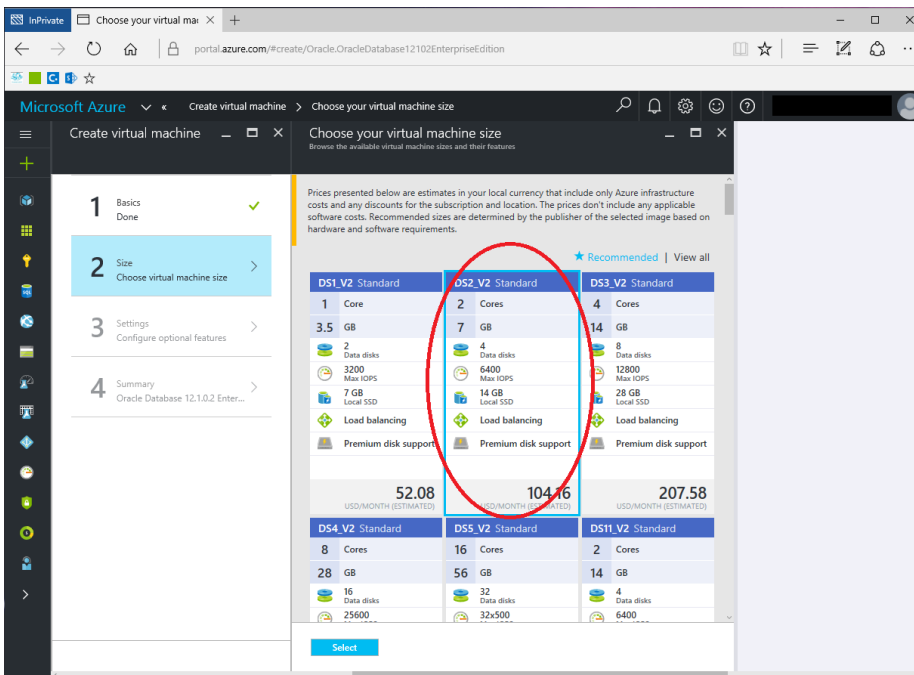 InPrivate
Choose your virtual mac
portal.azure.com/#create/Oracle.OracleDatabase12102EnterpriseEdition
Microsoft Azure
Create virtual machine > Choose your virtual machine size
Create virtual machine
Choose your virtual machine size
Browse the available virtual machine sizes and their features
1
Basics
Done
2
Size
Choose virtual machine size
3
Settings
Configure optional features
4
Summary
Oracle Database 12.1.0.2 Enter...
Prices presented below are estimates in your local currency that include only Azure infrastructure
costs and any discounts for the subscription and location. The prices don't include any applicable
software costs. Recommended sizes are determined by the publisher of the selected image based on
hardware and software requirements.
★ Recommended | View all
DS1_V2 Standard
1 Core
3.5 GB
2
Data disks
3200
Max IOPS
7 GB
Local SSD
Load balancing
Premium disk support
52.08
USD/MONTH (ESTIMATED)
DS2_V2 Standard
2 Cores
7 GB
4
Data disks
6400
Max IOPS
14 GB
Local SSD
Load balancing
Premium disk support
104.16
USD/MONTH (ESTIMATED)
DS3_V2 Standard
4 Cores
14 GB
8
Data disks
12800
Max IOPS
28 GB
Local SSD
Load balancing
Premium disk support
207.58
USD/MONTH (ESTIMATED)
DS4_V2 Standard
8 Cores
28 GB
16
Data disks
25600
DS5_V2 Standard
16 Cores
56 GB
32
Data disks
32x500
DS11_V2 Standard
2 Cores
14 GB
4
Data disks
6400
Select